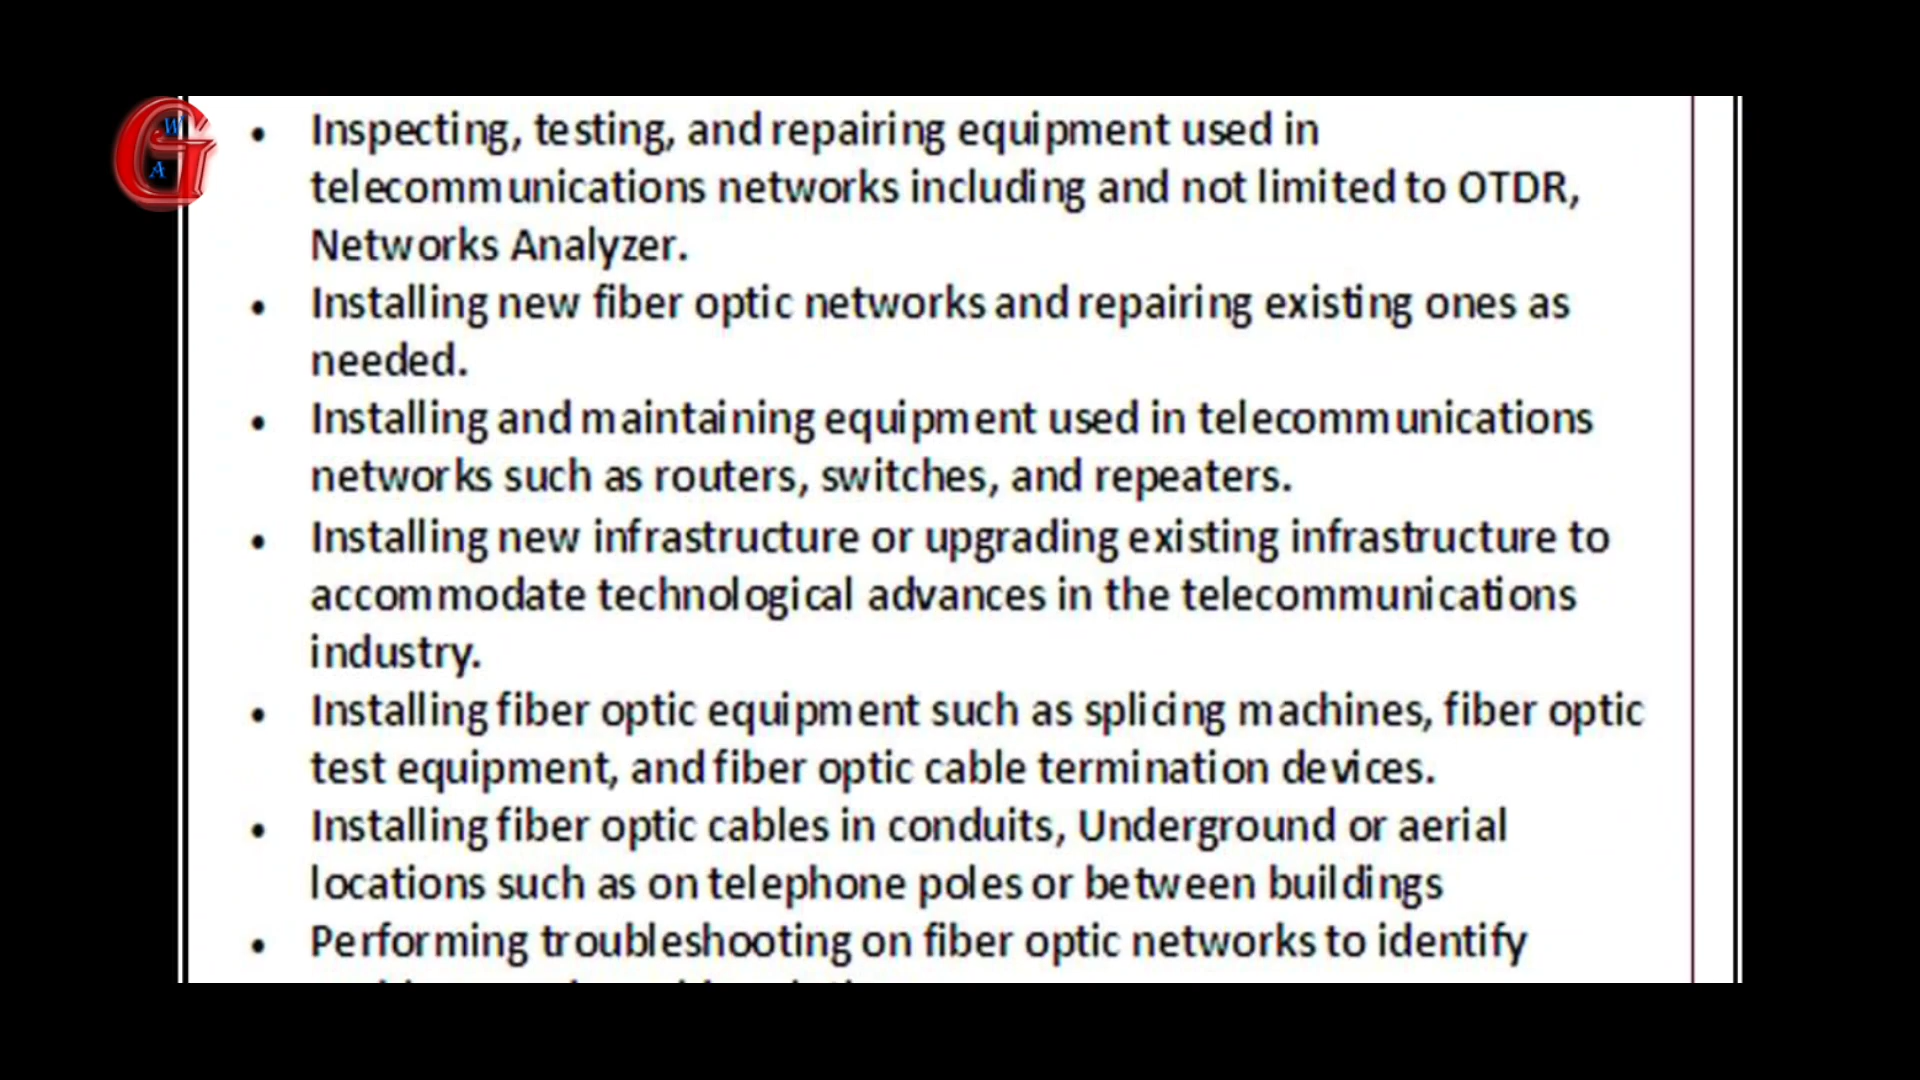 W
G
A
• Inspecting, testing, and repairing equipment used in
telecommunications networks including and not limited to OTDR,
Networks Analyzer.
• Installing new fiber optic networks and repairing existing ones as
needed.
• Installing and maintaining equipment used in telecommunications
networks such as routers, switches, and repeaters.
• Installing new infrastructure or upgrading existing infrastructure to
accommodate technological advances in the telecommunications
industry.
• Installing fiber optic equipment such as splicing machines, fiber optic
test equipment, and fiber optic cable termination devices.
• Installing fiber optic cables in conduits, Underground or aerial
locations such as on telephone poles or between buildings
• Performing troubleshooting on fiber optic networks to identify